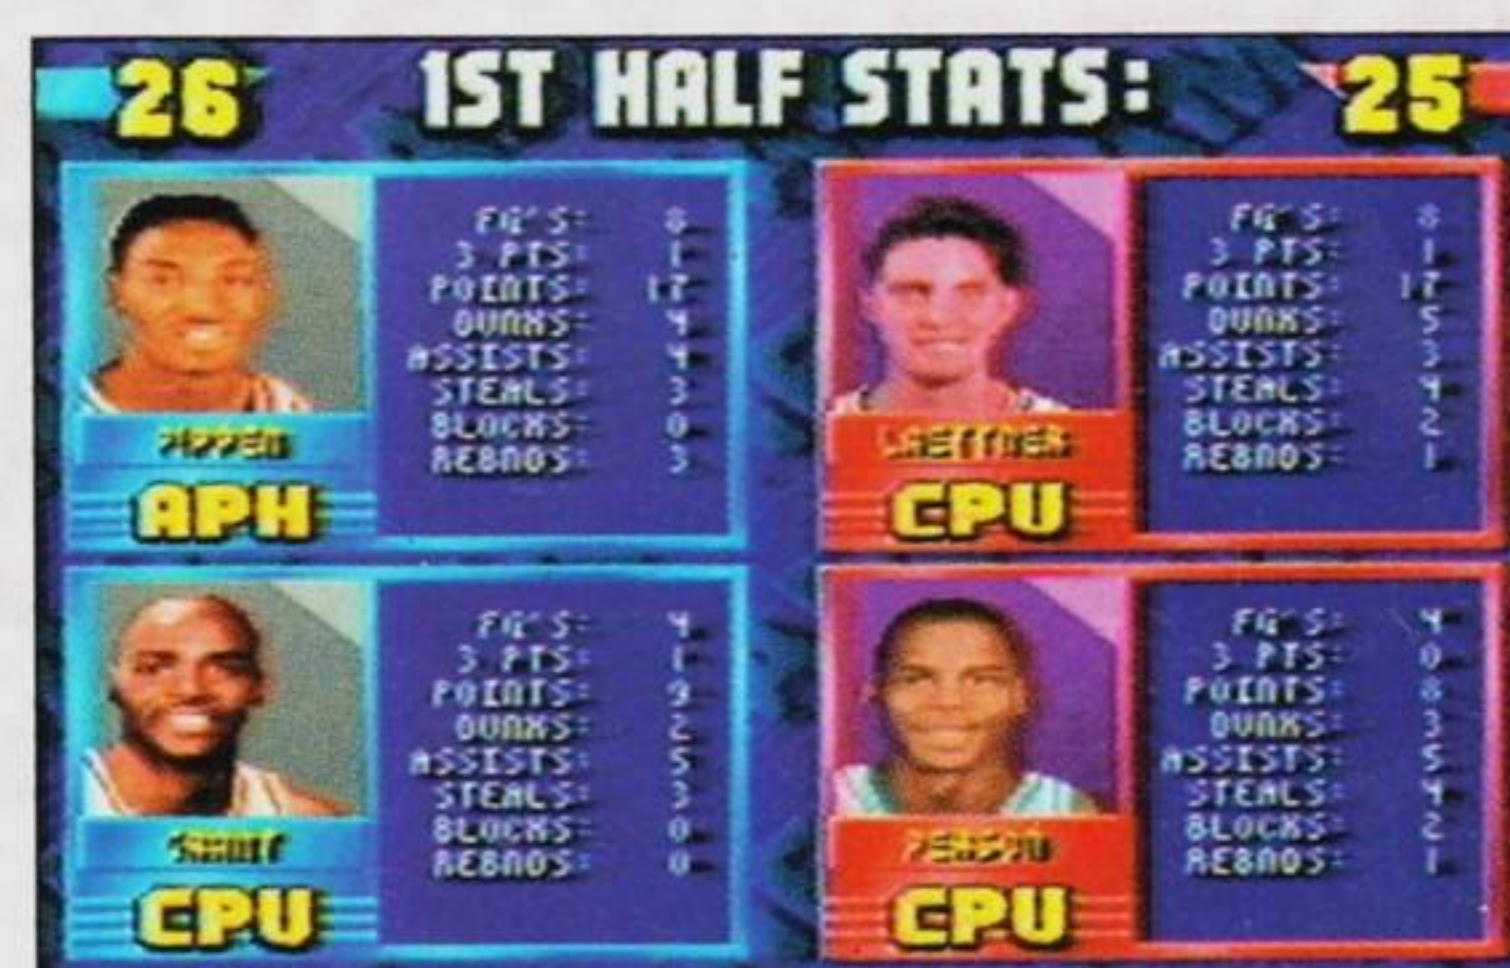 26 1ST HALF STATS: 25
FG'S: 8
3 PTS: 1
POINTS: 17
DUNKS: 4
ASSISTS: 4
STEALS: 3
BLOCKS: 0
REBNDS: 3
PIPPEN
APH
FG'S: 8
3 PTS: 1
POINTS: 17
DUNKS: 5
ASSISTS: 3
STEALS: 4
BLOCKS: 2
REBNDS: 1
LAETTNER
CPU
FG'S: 4
3 PTS: 1
POINTS: 9
DUNKS: 2
ASSISTS: 5
STEALS: 3
BLOCKS: 0
REBNDS: 0
GRANT
CPU
FG'S: 4
3 PTS: 0
POINTS: 8
DUNKS: 3
ASSISTS: 5
STEALS: 4
BLOCKS: 2
REBNDS: 1
PERSON
CPU